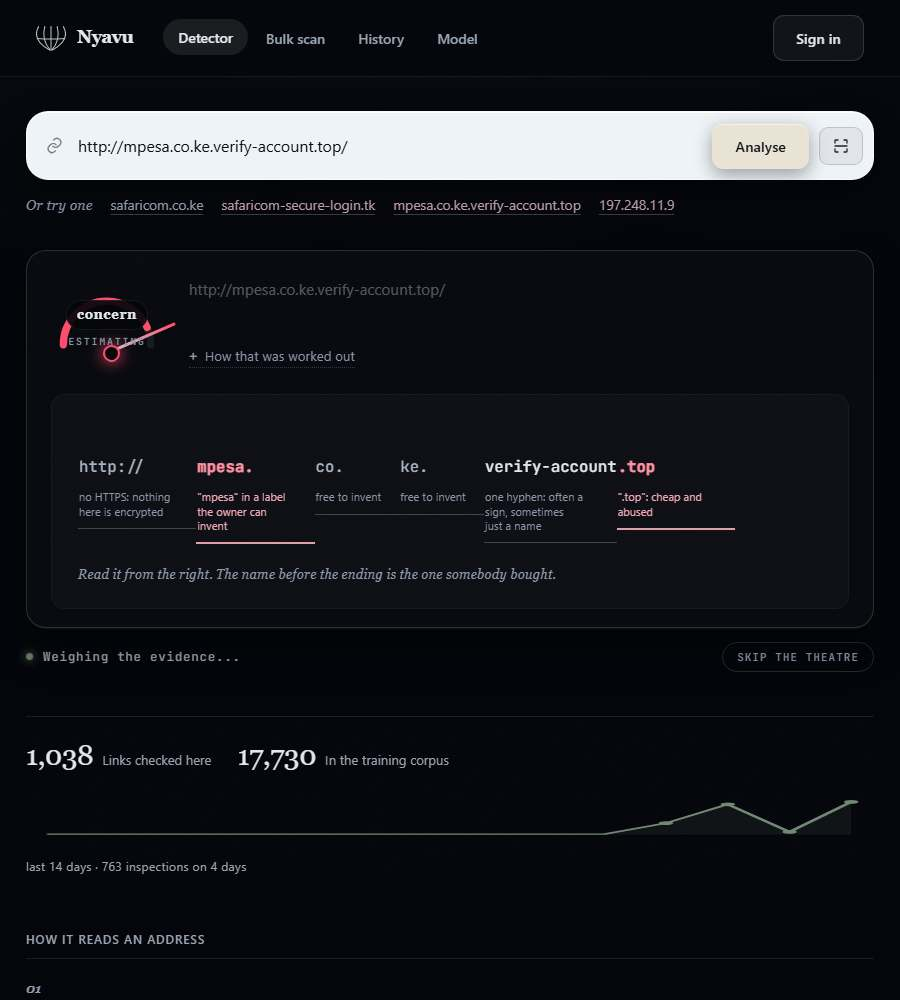 Nyavu Detector Bulk scan History Model Sign in
http://mpesa.co.ke.verify-account.top/ Analyse
Or try one safaricom.co.ke safaricom-secure-login.tk mpesa.co.ke.verify-account.top 197.248.11.9
http://mpesa.co.ke.verify-account.top/
concern
ESTIMATING
+ How that was worked out
http:// mpesa. co. ke. verify-account.top
no HTTPS: nothing here is encrypted
"mpesa" in a label the owner can invent
free to invent
free to invent
one hyphen: often a sign, sometimes just a name
".top": cheap and abused
Read it from the right. The name before the ending is the one somebody bought.
Weighing the evidence... SKIP THE THEATRE
1,038 Links checked here 17,730 In the training corpus
last 14 days · 763 inspections on 4 days
HOW IT READS AN ADDRESS
01